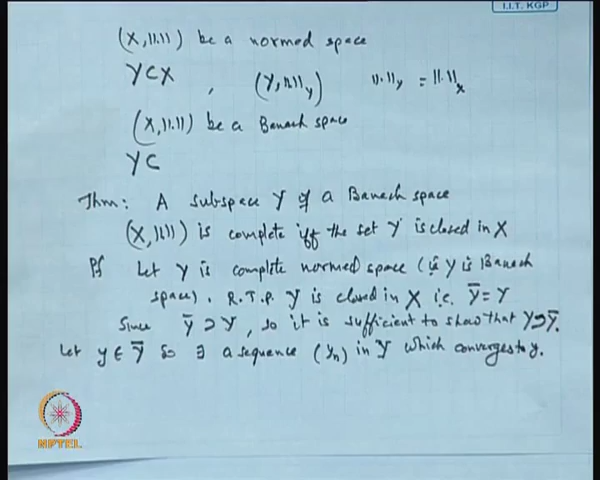 I.I.T. KGP
(X, ||.||) be a normed space
Y⊂X , (Y, ||.||_Y) ||.||_Y = ||.||_X
(X, ||.||) be a Banach space
Y⊂
Thm: A subspace Y of a Banach space
(X, ||.||) is complete iff the set Y is closed in X
Pf Let Y is complete normed space (ie Y is Banach
space). R.T.P. Y is closed in X i.e. Ȳ = Y
Since Ȳ ⊃ Y, so it is sufficient to show that Y ⊃ Ȳ.
Let y ∈ Ȳ so ∃ a sequence (yn) in Y which converges to y.
NPTEL